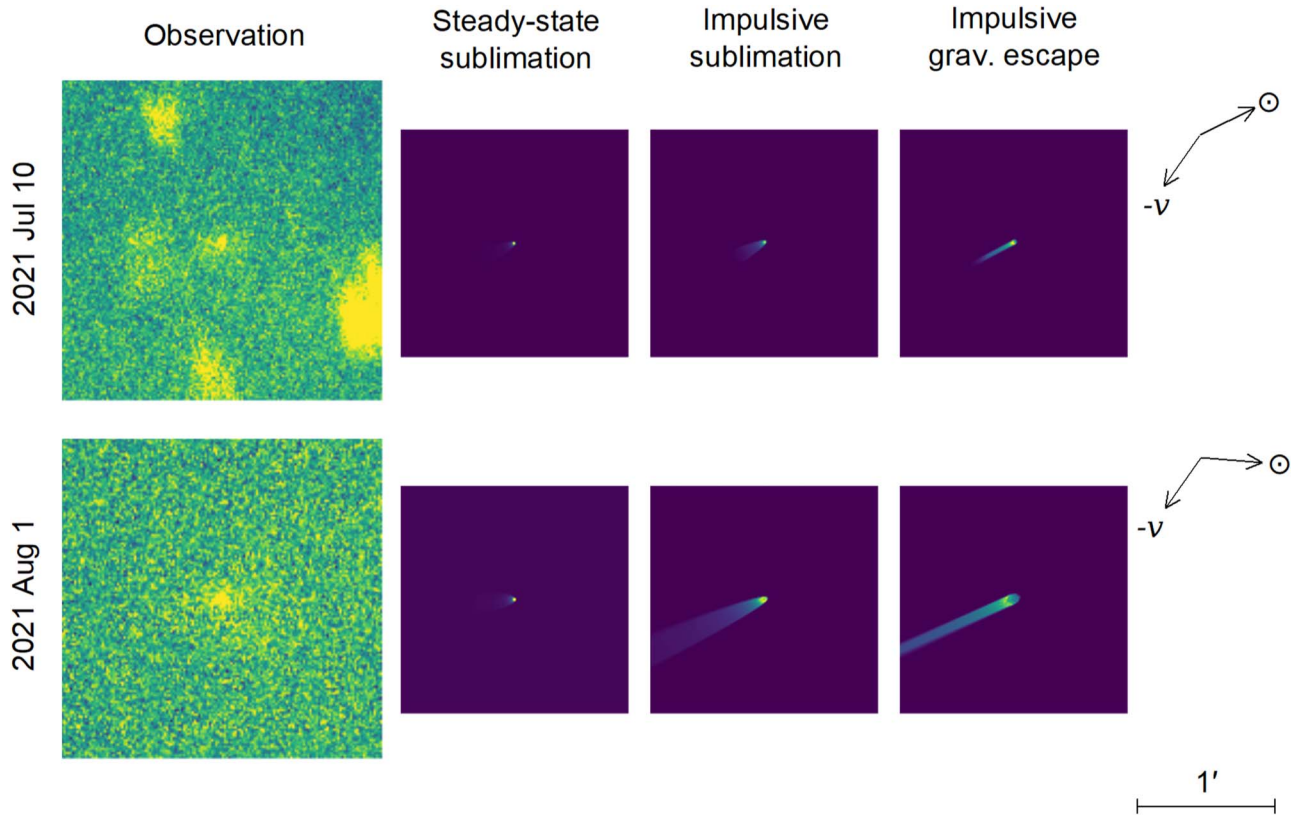 Observation
Steady-state
sublimation
Impulsive
sublimation
Impulsive
grav. escape
2021 Jul 10
-v
2021 Aug 1
-v
1′